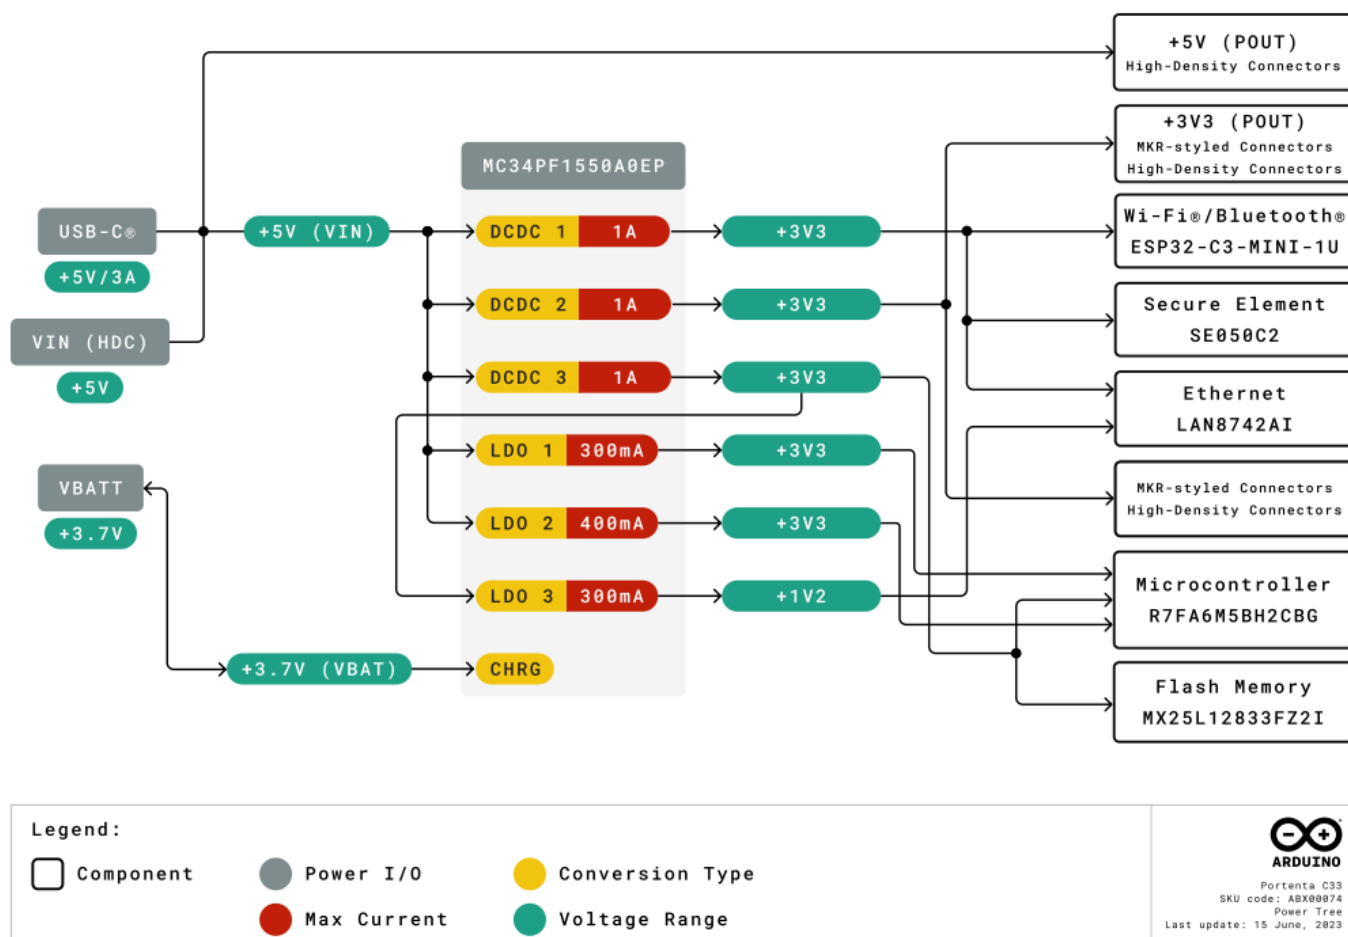 +5V (POUT)
High-Density Connectors
+3V3 (POUT)
MKR-styled Connectors
High-Density Connectors
MC34PF1550A0EP
USB-C®
+5V/3A
+5V (VIN)
DCDC 1 1A
+3V3
Wi-Fi®/Bluetooth®
ESP32-C3-MINI-1U
DCDC 2 1A
+3V3
Secure Element
SE050C2
VIN (HDC)
+5V
DCDC 3 1A
+3V3
Ethernet
LAN8742AI
LDO 1 300mA
+3V3
VBATT
+3.7V
MKR-styled Connectors
High-Density Connectors
LDO 2 400mA
+3V3
LDO 3 300mA
+1V2
Microcontroller
R7FA6M5BH2CBG
+3.7V (VBAT)
CHRG
Flash Memory
MX25L12833FZ2I
Legend:
Component
Power I/O
Conversion Type
Max Current
Voltage Range
ARDUINO
Portenta C33
SKU code: ABX00074
Power Tree
Last update: 15 June, 2023